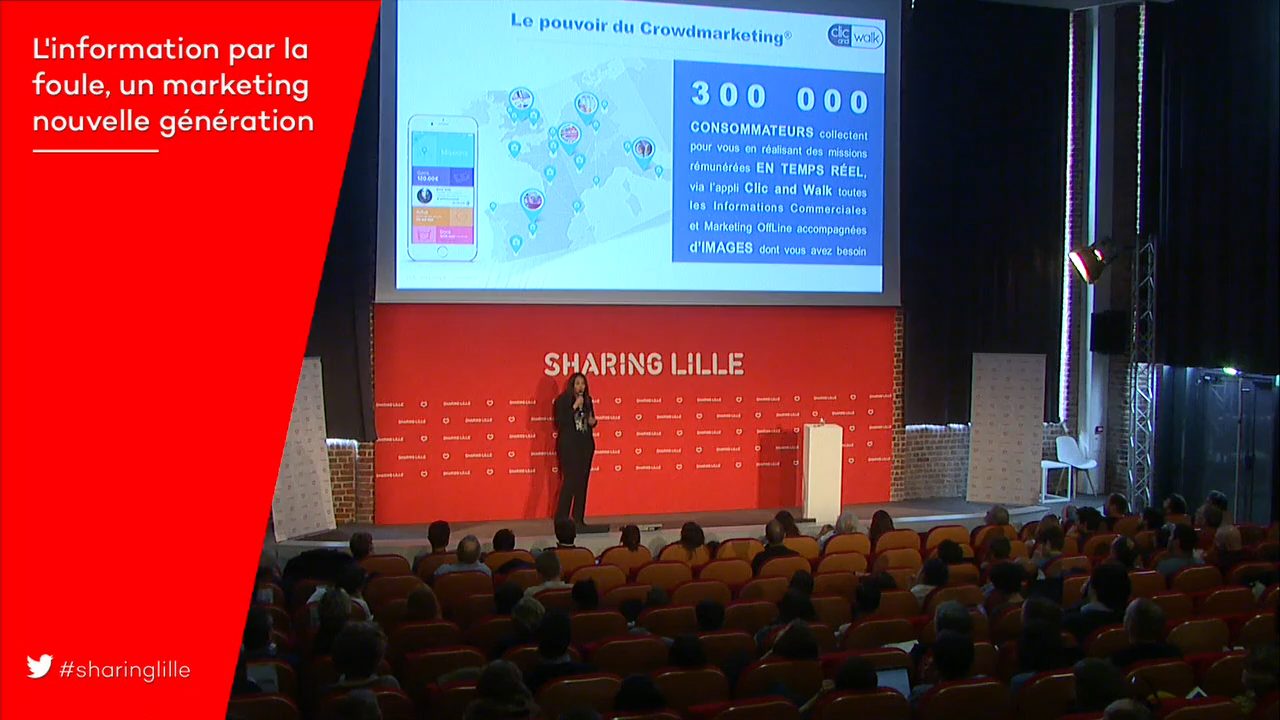 L'information par la
foule, un marketing
nouvelle génération
#sharinglille
Le pouvoir du Crowdmarketing®
clic
and
walk
300 000
CONSOMMATEURS collectent
pour vous en réalisant des missions
rémunérées EN TEMPS RÉEL,
via l'appli Clic and Walk toutes
les Informations Commerciales
et Marketing OffLine accompagnées
d'IMAGES dont vous avez besoin
SHARING LILLE